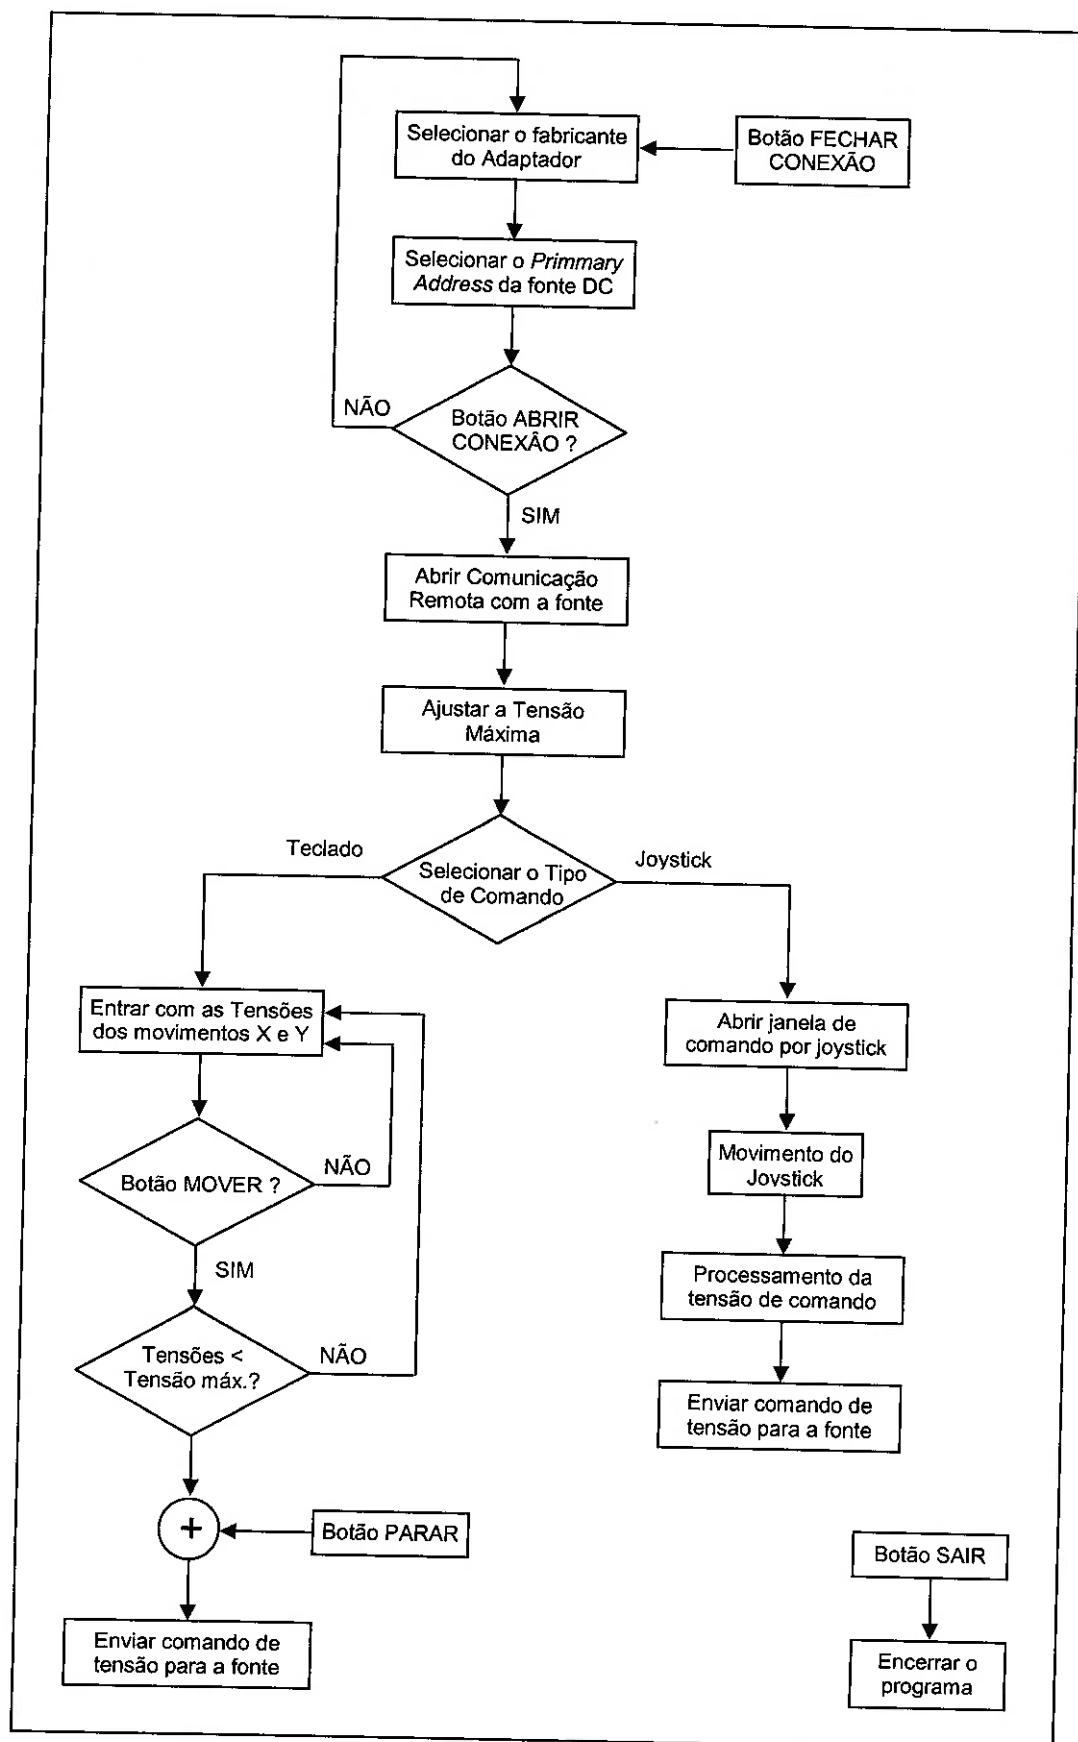 Selecionar o fabricante
do Adaptador
Botão FECHAR
CONEXÃO
Selecionar o Primmary
Address da fonte DC
NÃO
Botão ABRIR
CONEXÂO ?
SIM
Abrir Comunicação
Remota com a fonte
Ajustar a Tensão
Máxima
Teclado
Selecionar o Tipo
de Comando
Joystick
Entrar com as Tensões
dos movimentos X e Y
Abrir janela de
comando por joystick
Botão MOVER ?
NÃO
Movimento do
Joystick
SIM
Processamento da
tensão de comando
Tensões <
Tensão máx.?
NÃO
Enviar comando de
tensão para a fonte
+
Botão PARAR
Botão SAIR
Enviar comando de
tensão para a fonte
Encerrar o
programa